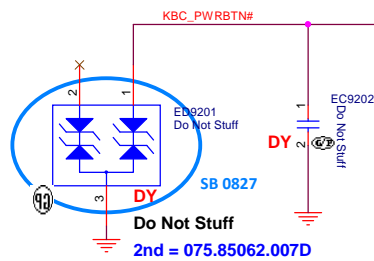 KBC_PWRBTN#
2
1
ED9201
Do Not Stuff
EC9202
1
2
DY
G/P
Do Not Stuff
SB 0827
GP
3
DY
Do Not Stuff
2nd = 075.85062.007D